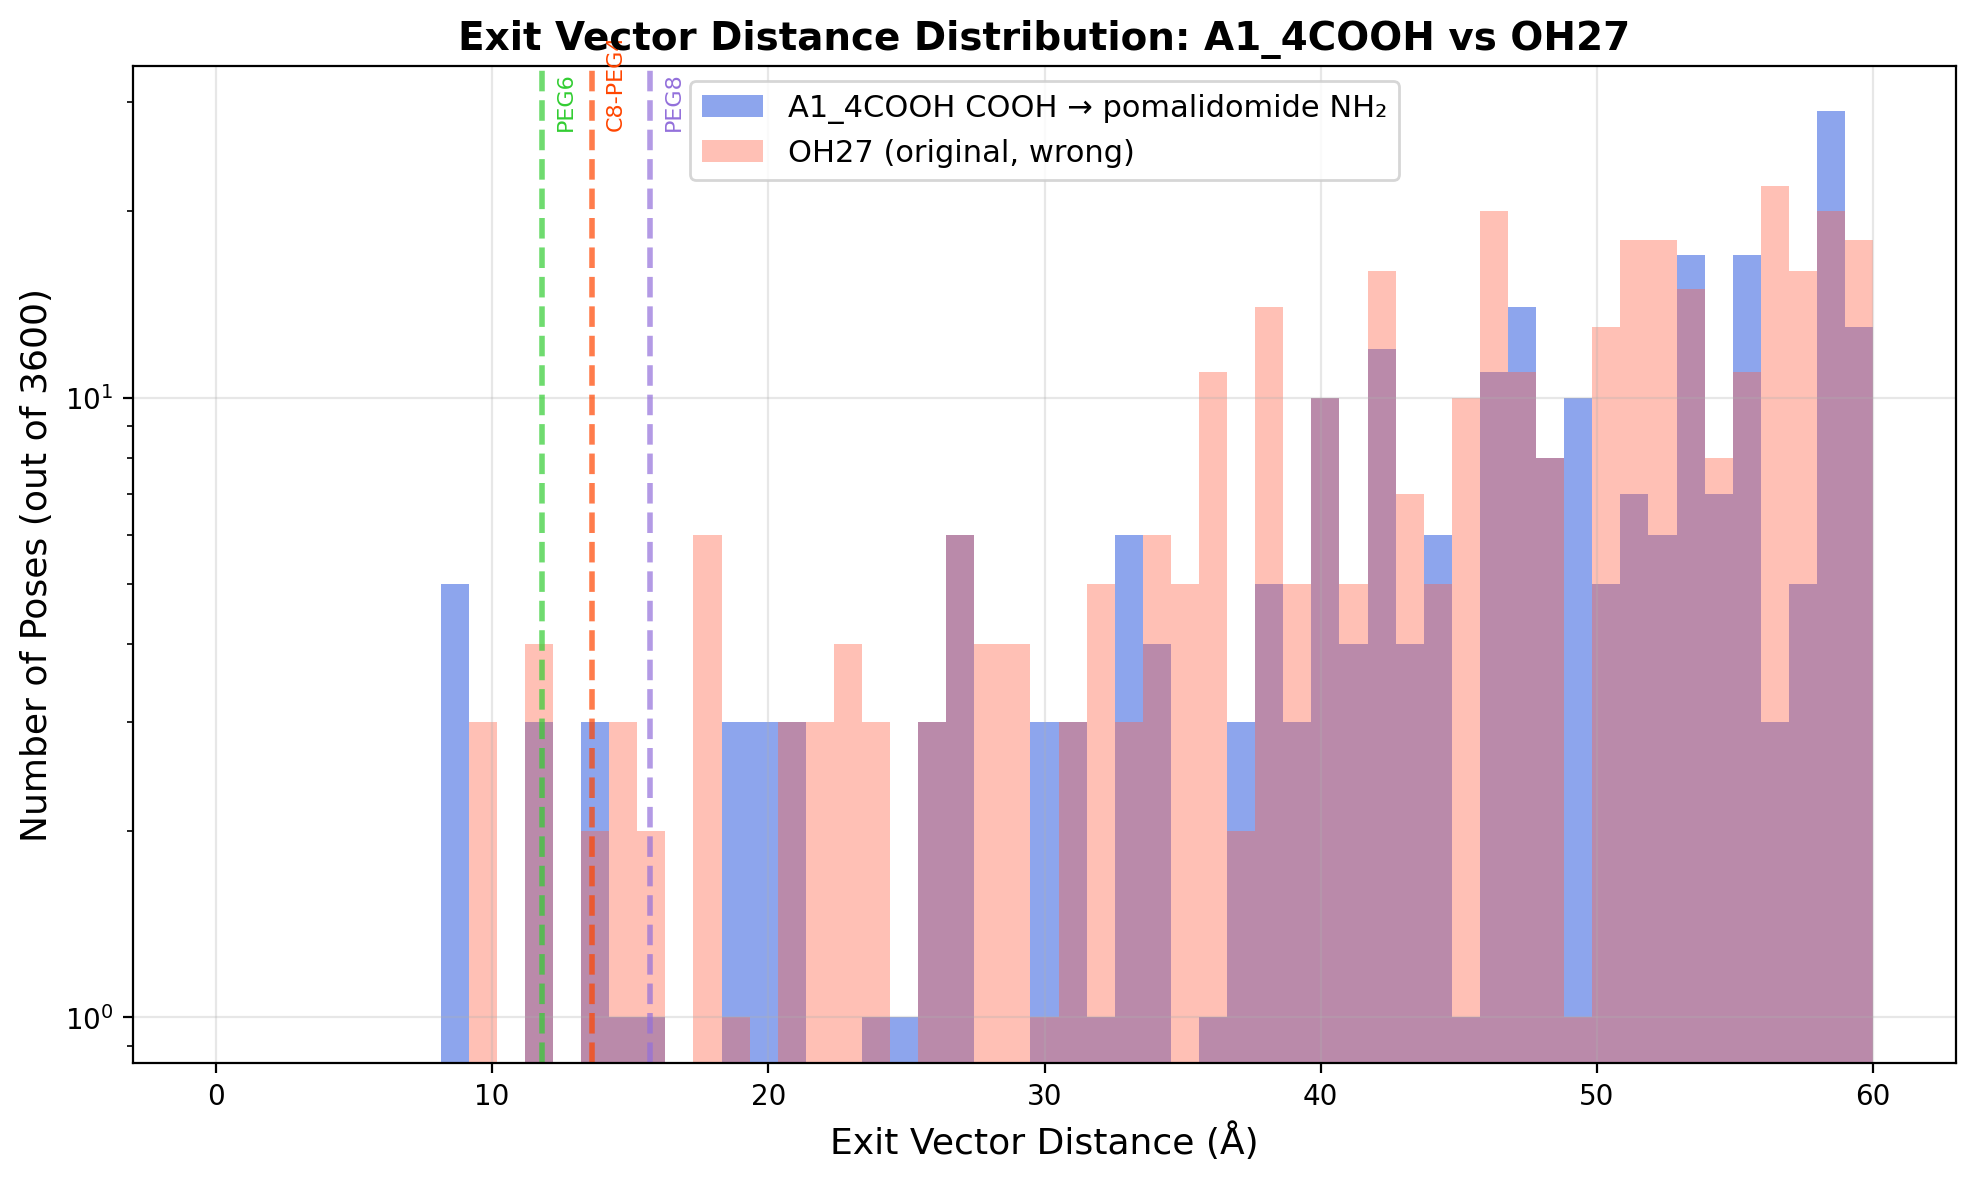 Exit Vector Distance Distribution: A1_4COOH vs OH27
PEG6
C8-PEG4
PEG8
A1_4COOH COOH → pomalidomide NH₂
OH27 (original, wrong)
Number of Poses (out of 3600)
10¹
10⁰
0 10 20 30 40 50 60
Exit Vector Distance (Å)